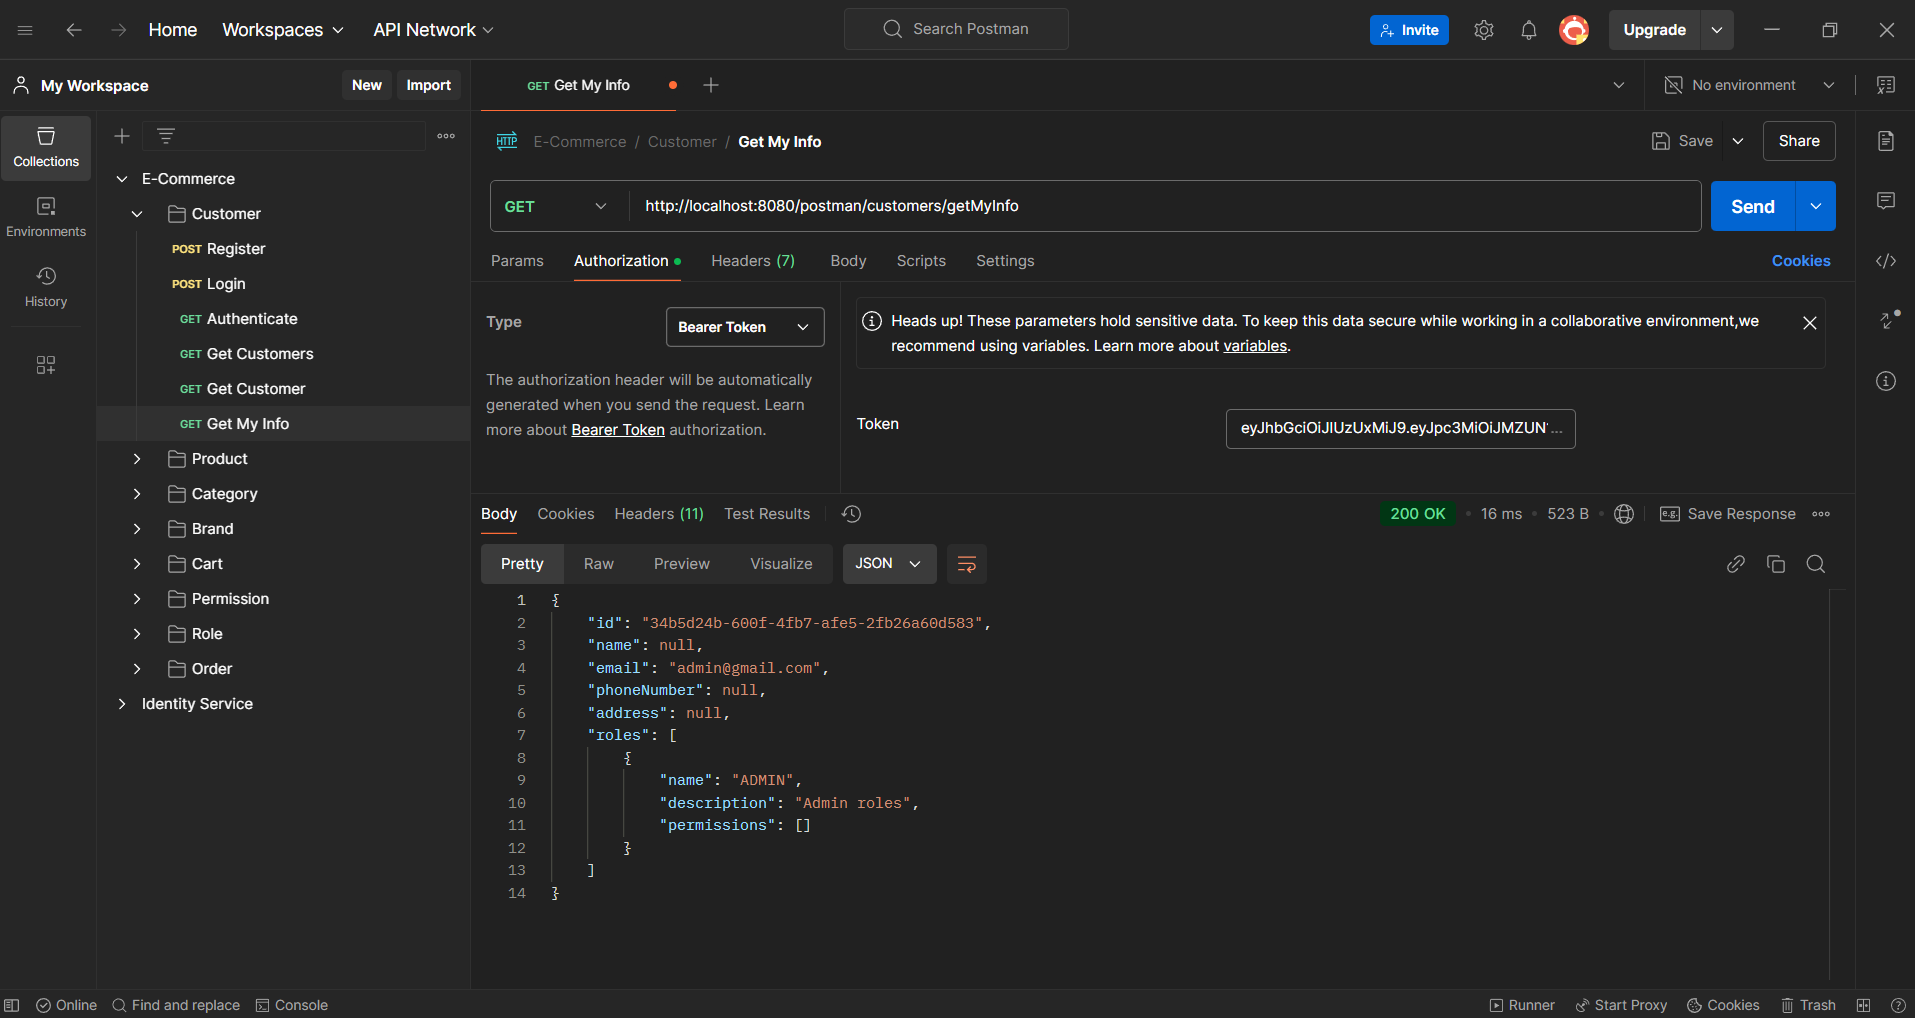 Home
Workspaces
API Network
Search Postman
Invite
Upgrade
My Workspace
New
Import
GET Get My Info
No environment
Collections
Environments
History
E-Commerce
Customer
POST Register
POST Login
GET Authenticate
GET Get Customers
GET Get Customer
GET Get My Info
Product
Category
Brand
Cart
Permission
Role
Order
Identity Service
HTTP
E-Commerce / Customer / Get My Info
Save
Share
GET
http://localhost:8080/postman/customers/getMyInfo
Send
Params
Authorization
Headers (7)
Body
Scripts
Settings
Cookies
Type
Bearer Token
The authorization header will be automatically
generated when you send the request. Learn
more about Bearer Token authorization.
Heads up! These parameters hold sensitive data. To keep this data secure while working in a collaborative environment,we
recommend using variables. Learn more about variables.
Token
eyJhbGciOiJIUzUxMiJ9.eyJpc3MiOiJMZUN...
Body
Cookies
Headers (11)
Test Results
200 OK
16 ms
523 B
e.g.
Save Response
Pretty
Raw
Preview
Visualize
JSON
1 {
2 "id": "34b5d24b-600f-4fb7-afe5-2fb26a60d583",
3 "name": null,
4 "email": "admin@gmail.com",
5 "phoneNumber": null,
6 "address": null,
7 "roles": [
8 {
9 "name": "ADMIN",
10 "description": "Admin roles",
11 "permissions": []
12 }
13 ]
14 }
Online
Find and replace
Console
Runner
Start Proxy
Cookies
Trash